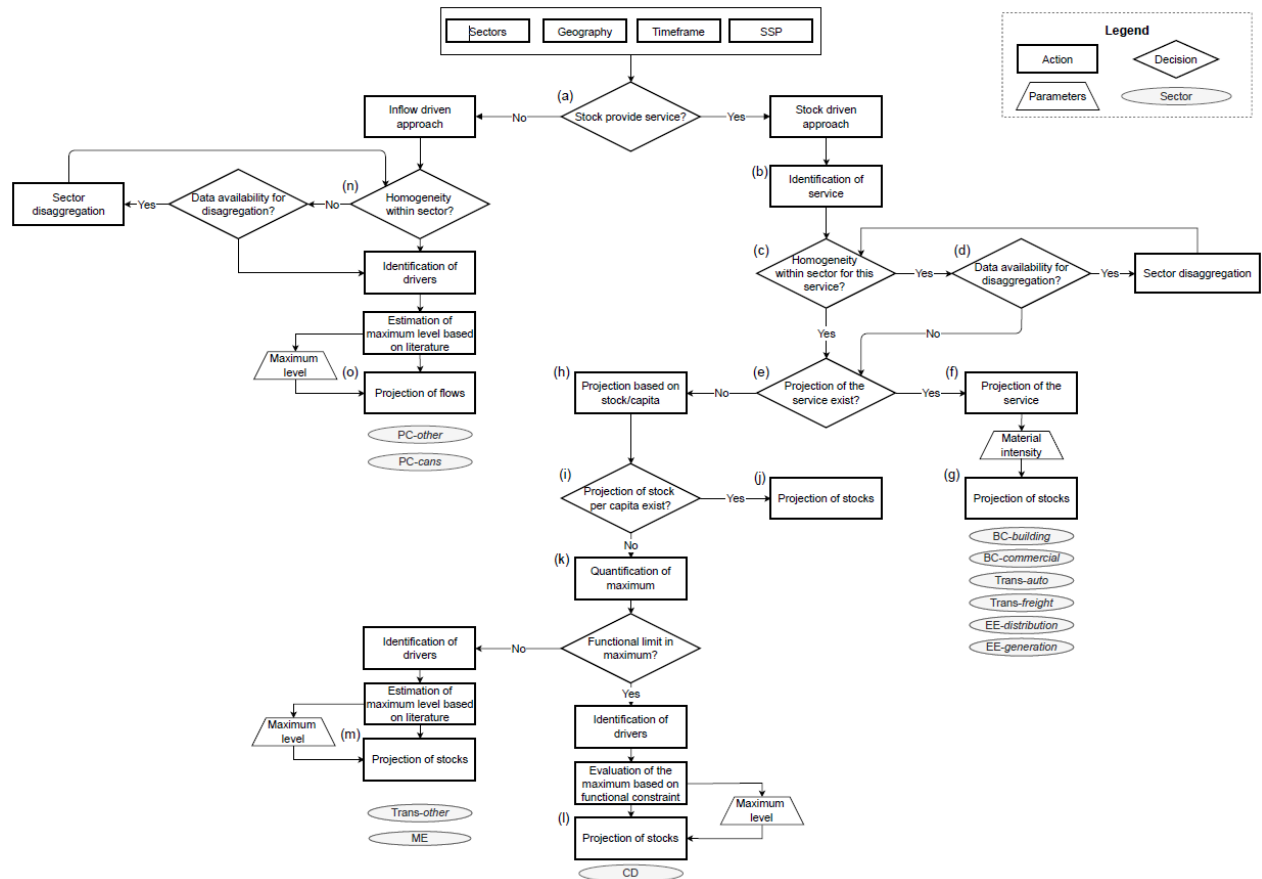 Sectors
Geography
Timeframe
SSP
Legend
Action
Decision
Parameters
Sector
(a)
Stock provide service?
No
Yes
Inflow driven
approach
Stock driven
approach
(b)
Identification of
service
Sector
disaggregation
Yes
Data availability for
disagregation?
No
(n)
Homogeneity
within sector?
(c)
Homogeneity
within sector for this
service?
Yes
(d)
Data availability for
disaggregation?
Yes
Sector disaggregation
Identification of
drivers
Estimation of
maximum level based
on literature
Maximum
level
(o)
Projection of flows
PC-other
PC-cans
Yes
No
(h)
Projection based on
stock/capita
No
(e)
Projection of the
service exist?
Yes
(f)
Projection of the
service
Material
intensity
(g)
Projection of stocks
BC-building
BC-commercial
Trans-auto
Trans-freight
EE-distribution
EE-generation
(i)
Projection of stock
per capita exist?
Yes
(j)
Projection of stocks
No
(k)
Quantification of
maximum
Functional limit in
maximum?
No
Identification of
drivers
Estimation of
maximum level based
on literature
Maximum
level
(m)
Projection of stocks
Trans-other
ME
Yes
Identification of
drivers
Evaluation of the
maximum based on
functional constraint
Maximum
level
(l)
Projection of stocks
CD